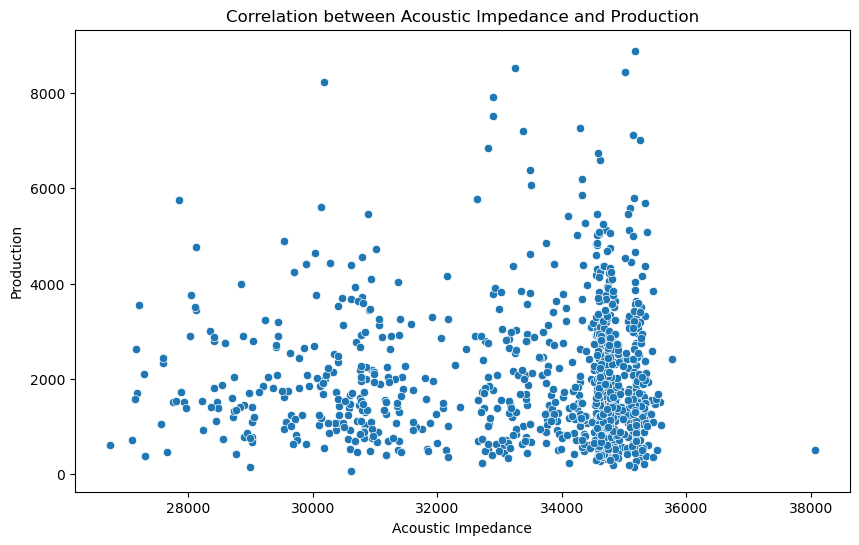 Correlation between Acoustic Impedance and Production
Production
8000
6000
4000
2000
0
28000 30000 32000 34000 36000 38000
Acoustic Impedance